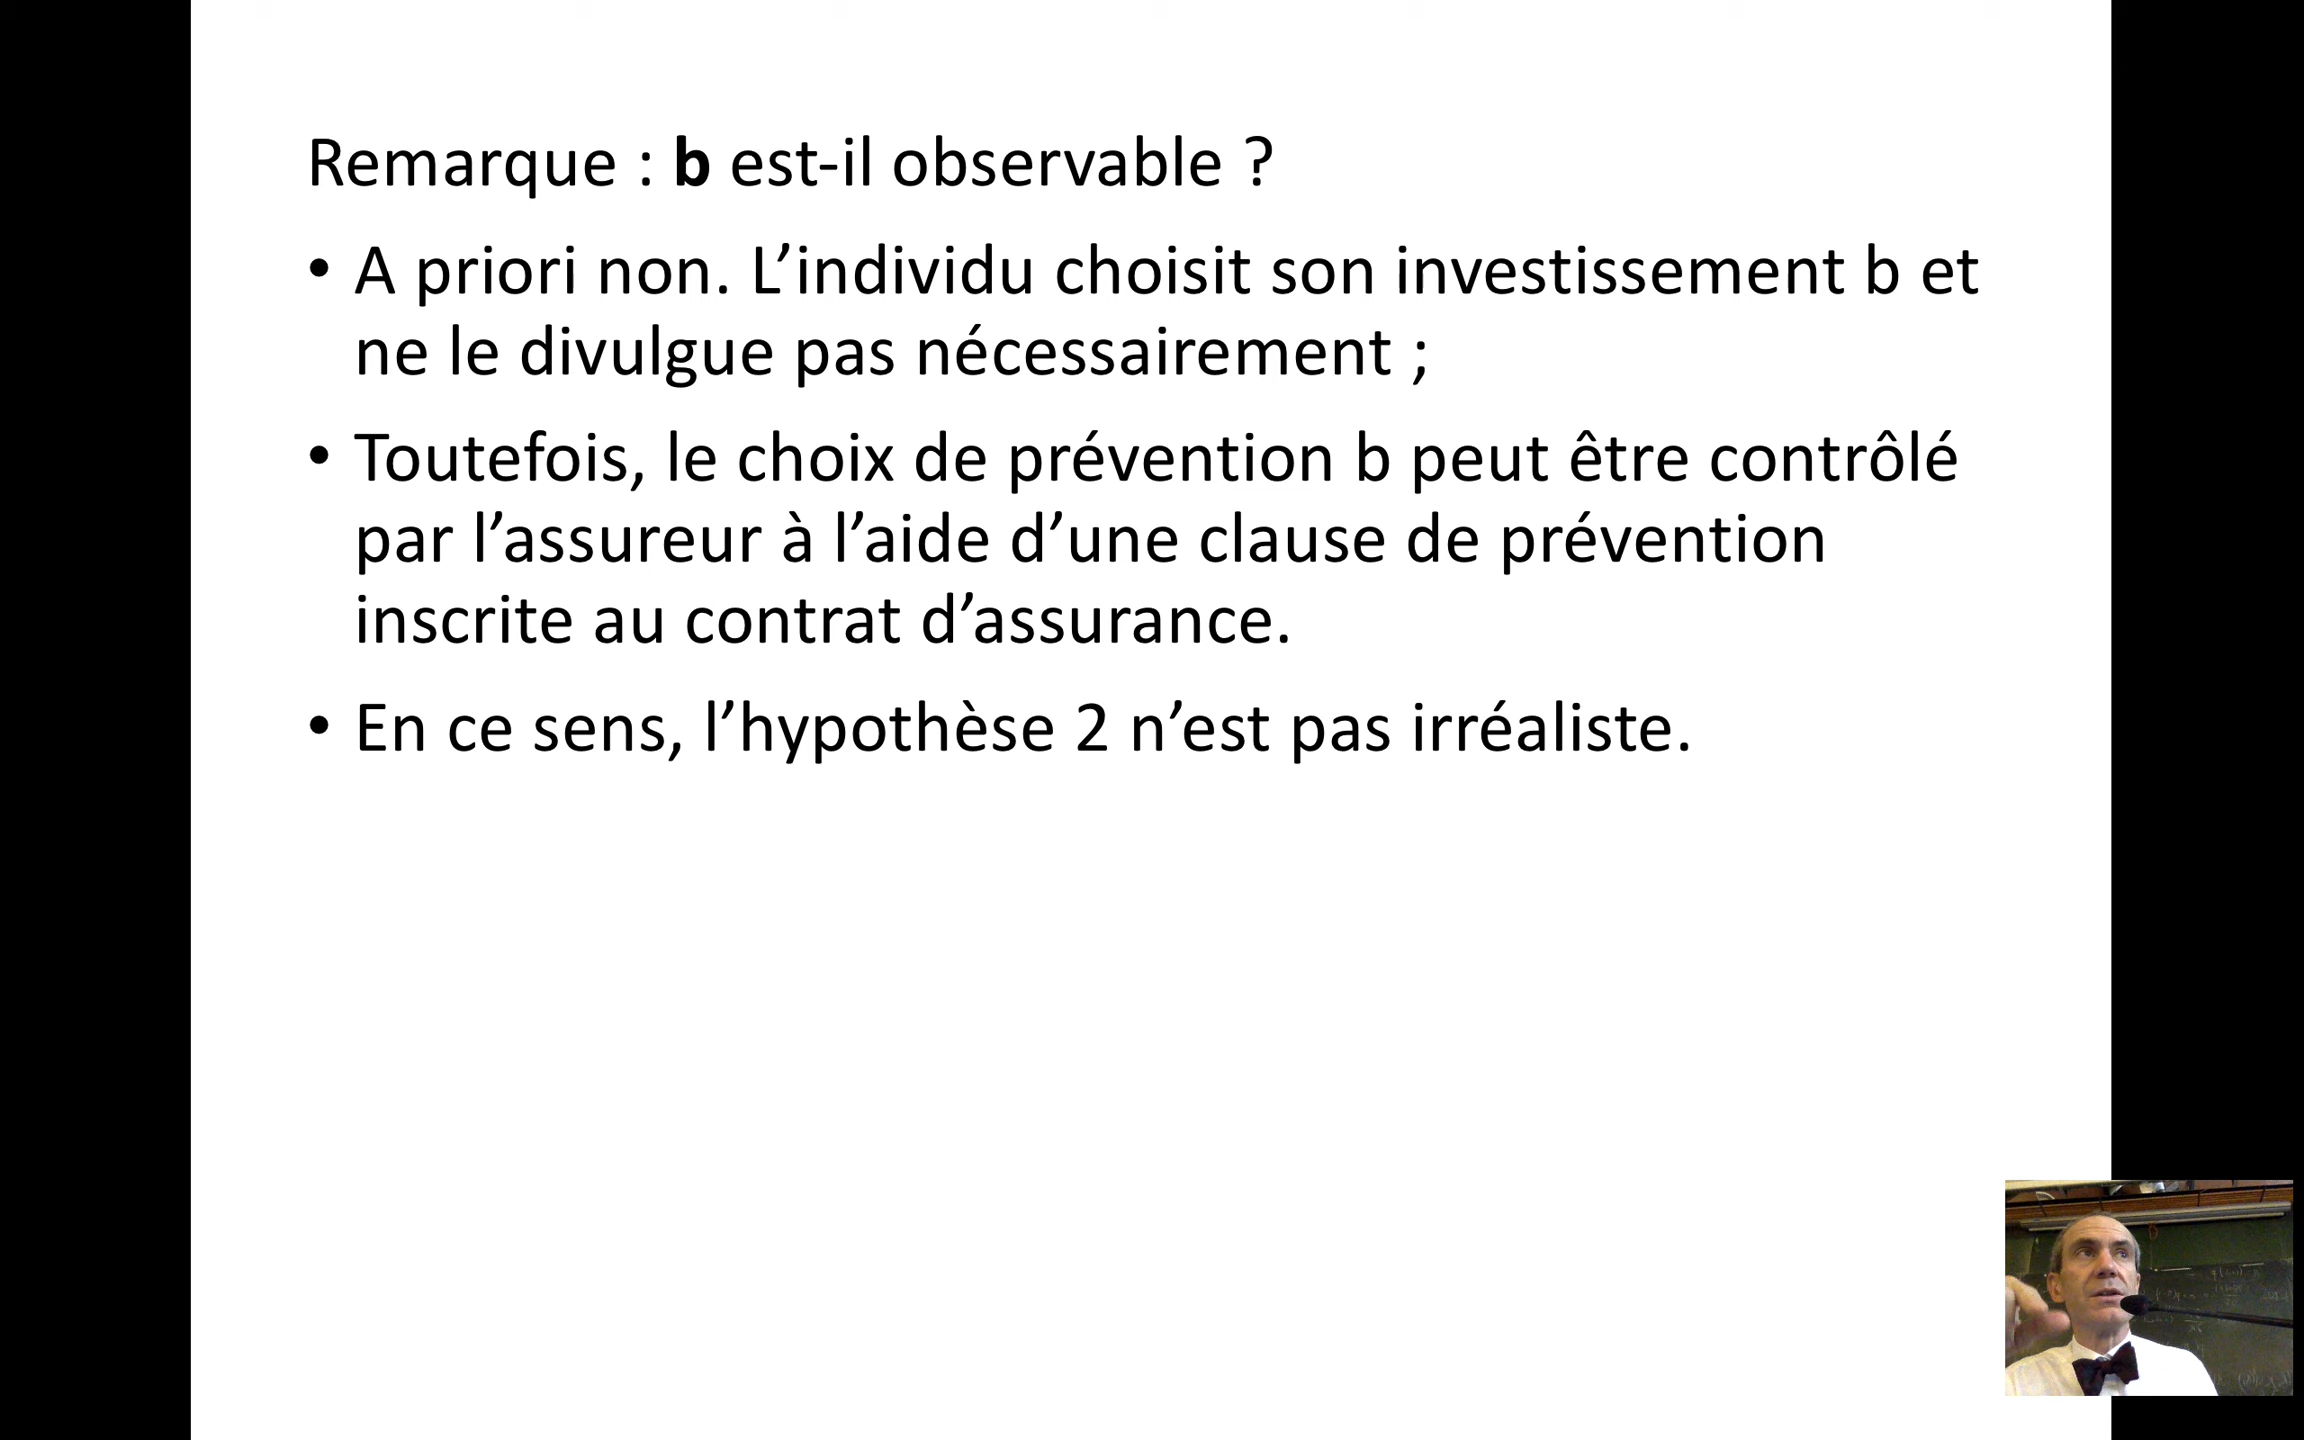 Remarque : b est-il observable ?
• A priori non. L’individu choisit son investissement b et
ne le divulgue pas nécessairement ;
• Toutefois, le choix de prévention b peut être contrôlé
par l’assureur à l’aide d’une clause de prévention
inscrite au contrat d’assurance.
• En ce sens, l’hypothèse 2 n’est pas irréaliste.